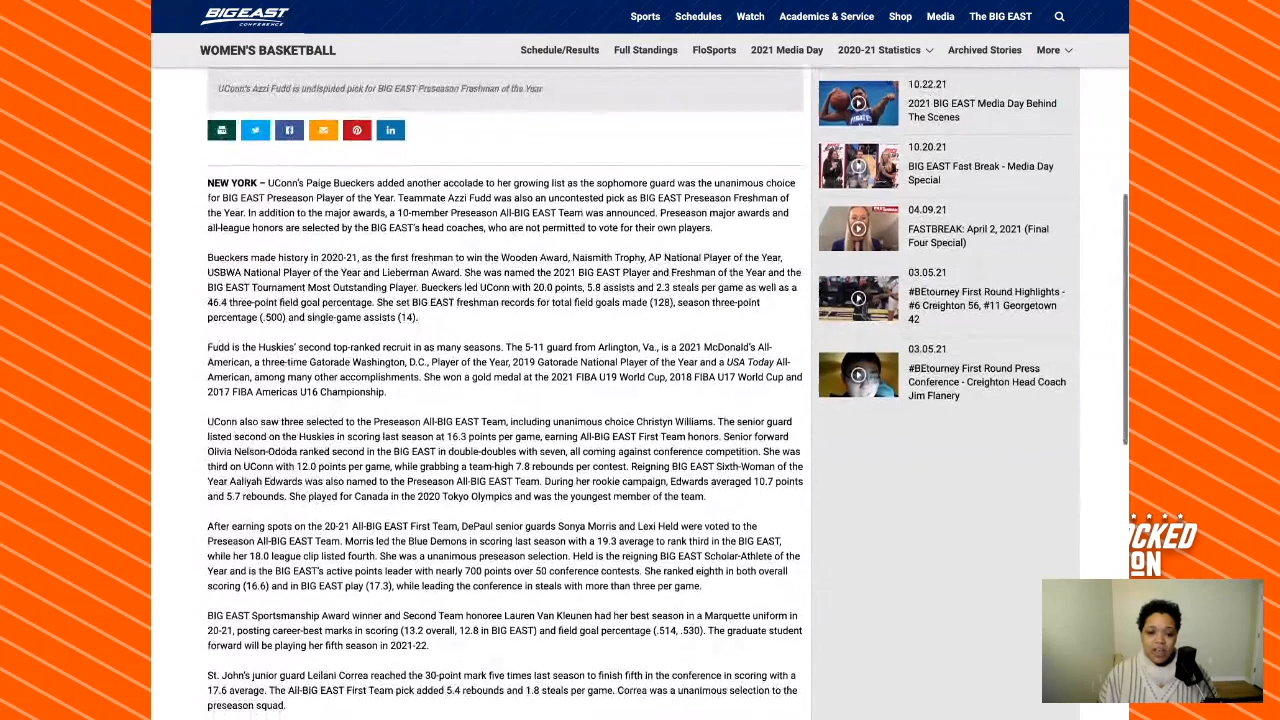 BIG EAST
CONFERENCE
Sports Schedules Watch Academics & Service Shop Media The BIG EAST
WOMEN'S BASKETBALL
Schedule/Results Full Standings FloSports 2021 Media Day 2020-21 Statistics Archived Stories More
UConn's Azzi Fudd is undisputed pick for BIG EAST Preseason Freshman of the Year
NEW YORK – UConn's Paige Bueckers added another accolade to her growing list as the sophomore guard was the unanimous choice
for BIG EAST Preseason Player of the Year. Teammate Azzi Fudd was also an uncontested pick as BIG EAST Preseason Freshman of
the Year. In addition to the major awards, a 10-member Preseason All-BIG EAST Team was announced. Preseason major awards and
all-league honors are selected by the BIG EAST's head coaches, who are not permitted to vote for their own players.
Bueckers made history in 2020-21, as the first freshman to win the Wooden Award, Naismith Trophy, AP National Player of the Year,
USBWA National Player of the Year and Lieberman Award. She was named the 2021 BIG EAST Player and Freshman of the Year and the
BIG EAST Tournament Most Outstanding Player. Bueckers led UConn with 20.0 points, 5.8 assists and 2.3 steals per game as well as a
46.4 three-point field goal percentage. She set BIG EAST freshman records for total field goals made (128), season three-point
percentage (.500) and single-game assists (14).
Fudd is the Huskies' second top-ranked recruit in as many seasons. The 5-11 guard from Arlington, Va., is a 2021 McDonald's All-
American, a three-time Gatorade Washington, D.C., Player of the Year, 2019 Gatorade National Player of the Year and a USA Today All-
American, among many other accomplishments. She won a gold medal at the 2021 FIBA U19 World Cup, 2018 FIBA U17 World Cup and
2017 FIBA Americas U16 Championship.
UConn also saw three selected to the Preseason All-BIG EAST Team, including unanimous choice Christyn Williams. The senior guard
listed second on the Huskies in scoring last season at 16.3 points per game, earning All-BIG EAST First Team honors. Senior forward
Olivia Nelson-Ododa ranked second in the BIG EAST in double-doubles with seven, all coming against conference competition. She was
third on UConn with 12.0 points per game, while grabbing a team-high 7.8 rebounds per contest. Reigning BIG EAST Sixth-Woman of the
Year Aaliyah Edwards was also named to the Preseason All-BIG EAST Team. During her rookie campaign, Edwards averaged 10.7 points
and 5.7 rebounds. She played for Canada in the 2020 Tokyo Olympics and was the youngest member of the team.
After earning spots on the 20-21 All-BIG EAST First Team, DePaul senior guards Sonya Morris and Lexi Held were voted to the
Preseason All-BIG EAST Team. Morris led the Blue Demons in scoring last season with a 19.3 average to rank third in the BIG EAST,
while her 18.0 league clip listed fourth. She was a unanimous preseason selection. Held is the reigning BIG EAST Scholar-Athlete of the
Year and is the BIG EAST's active points leader with nearly 700 points over 50 conference contests. She ranked eighth in both overall
scoring (16.6) and in BIG EAST play (17.3), while leading the conference in steals with more than three per game.
BIG EAST Sportsmanship Award winner and Second Team honoree Lauren Van Kleunen had her best season in a Marquette uniform in
20-21, posting career-best marks in scoring (13.2 overall, 12.8 in BIG EAST) and field goal percentage (.514, .530). The graduate student
forward will be playing her fifth season in 2021-22.
St. John's junior guard Leilani Correa reached the 30-point mark five times last season to finish fifth in the conference in scoring with a
17.6 average. The All-BIG EAST First Team pick added 5.4 rebounds and 1.8 steals per game. Correa was a unanimous selection to the
preseason squad.
10.22.21
2021 BIG EAST Media Day Behind
The Scenes
10.20.21
BIG EAST Fast Break - Media Day
Special
04.09.21
FASTBREAK: April 2, 2021 (Final
Four Special)
03.05.21
#BEtourney First Round Highlights -
#6 Creighton 56, #11 Georgetown
42
03.05.21
#BEtourney First Round Press
Conference - Creighton Head Coach
Jim Flanery
OCKED
ON